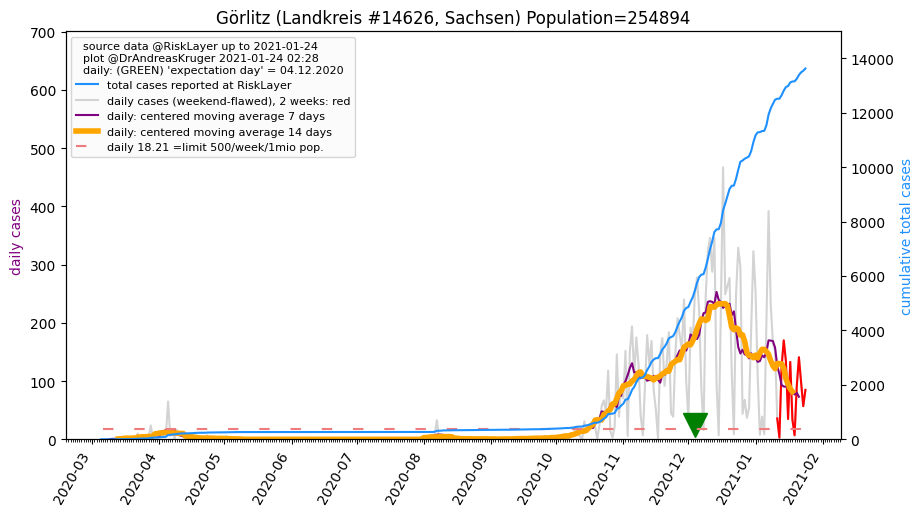 Görlitz (Landkreis #14626, Sachsen) Population=254894
source data @RiskLayer up to 2021-01-24
plot @DrAndreasKruger 2021-01-24 02:28
daily: (GREEN) 'expectation day' = 04.12.2020
total cases reported at RiskLayer
daily cases (weekend-flawed), 2 weeks: red
daily: centered moving average 7 days
daily: centered moving average 14 days
daily 18.21 =limit 500/week/1mio pop.
daily cases
700
600
500
400
300
200
100
0
cumulative total cases
14000
12000
10000
8000
6000
4000
2000
0
2020-03
2020-04
2020-05
2020-06
2020-07
2020-08
2020-09
2020-10
2020-11
2020-12
2021-01
2021-02